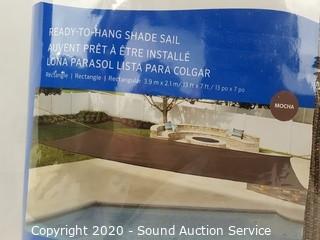 READY-TO-HANG SHADE SAIL
AUVENT PRÊT À ÊTRE INSTALLÉ
LONA PARASOL LISTA PARA COLGAR
Rectangle | Rectangle | Rectangular 3.9 m x 2.1 m / 13 ft x 7 ft / 13 po x 7 po
MOCHA
Copyright 2020 - Sound Auction Service